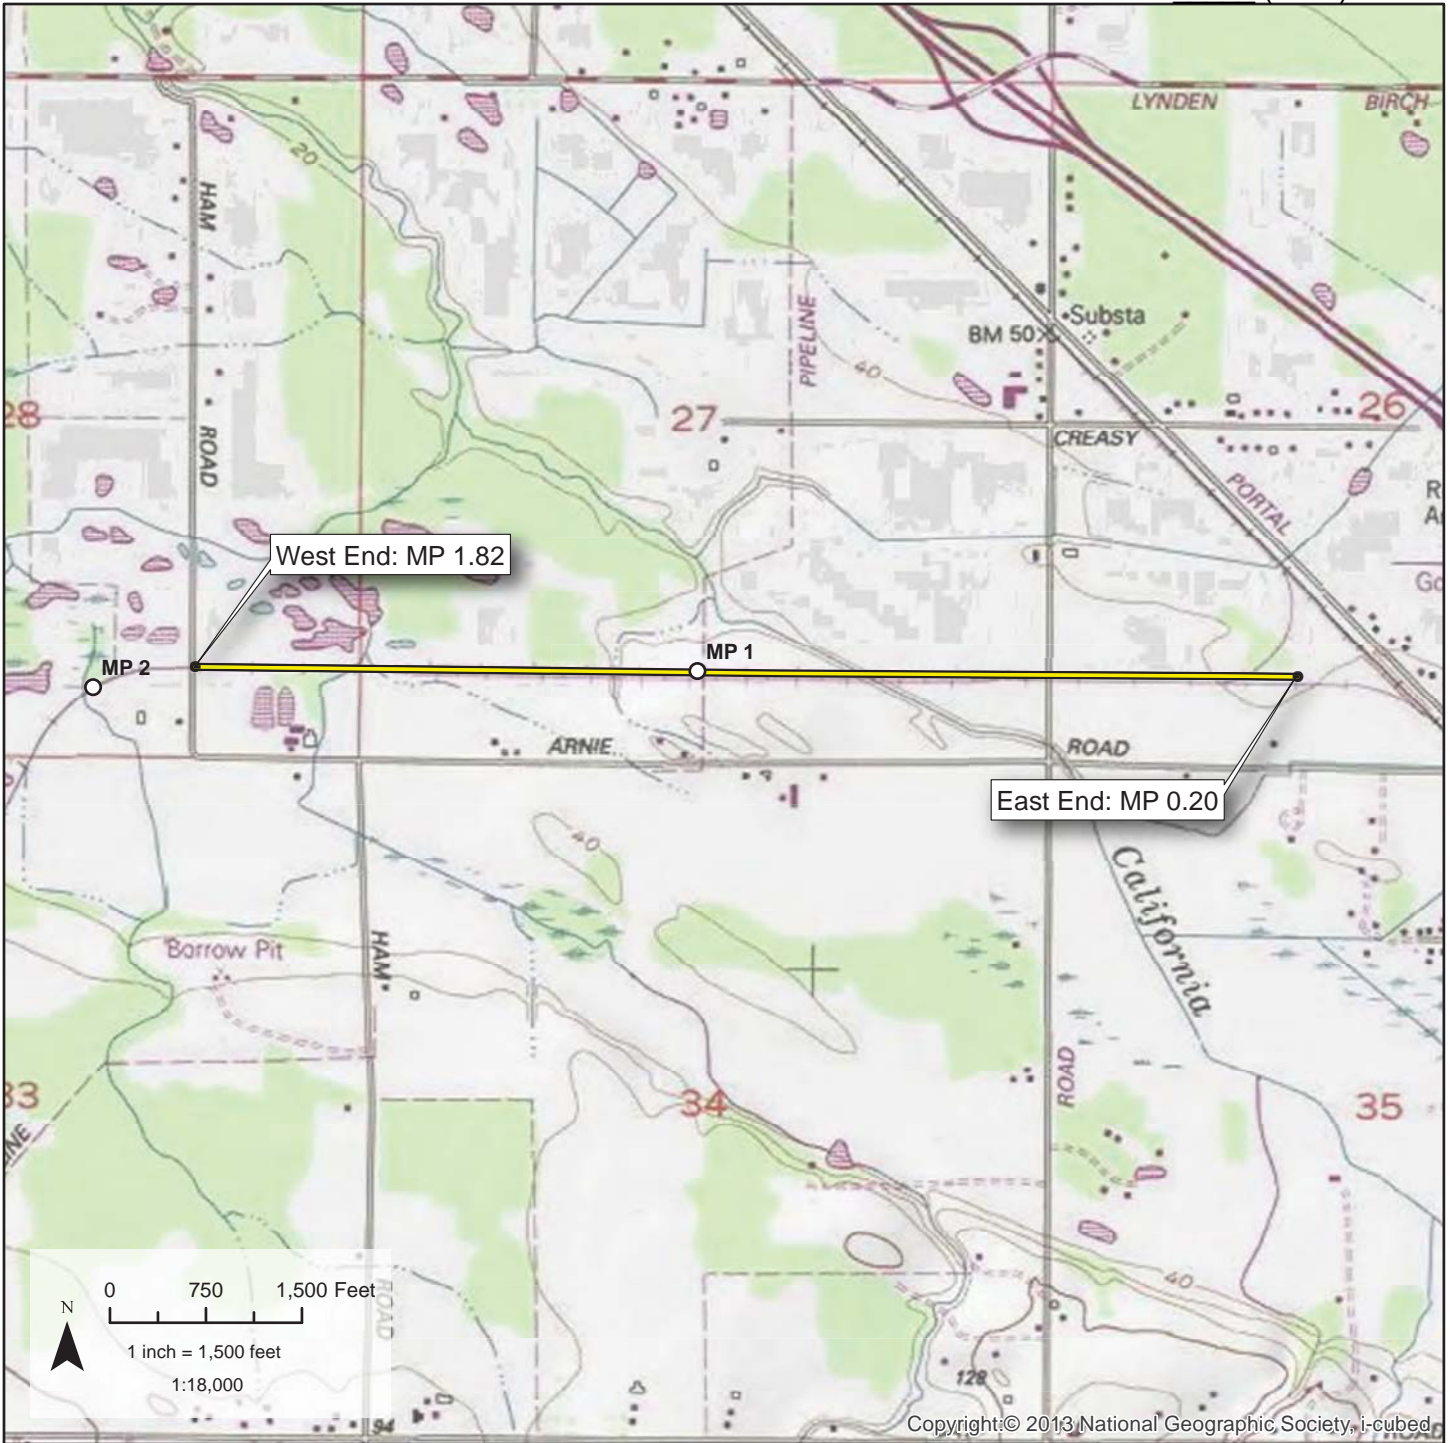 LYNDEN
BIRCH
20
HAM
Substa
BM 50
PIPELINE
40
28
27
26
CREASY
ROAD
PORTAL
West End: MP 1.82
MP 2
MP 1
ARNIE
ROAD
East End: MP 0.20
40
California
Borrow Pit
HAM
ROAD
33
34
35
40
0 750 1,500 Feet
N
ROAD
1 inch = 1,500 feet
1:18,000
128
94
Copyright:© 2013 National Geographic Society, i-cubed